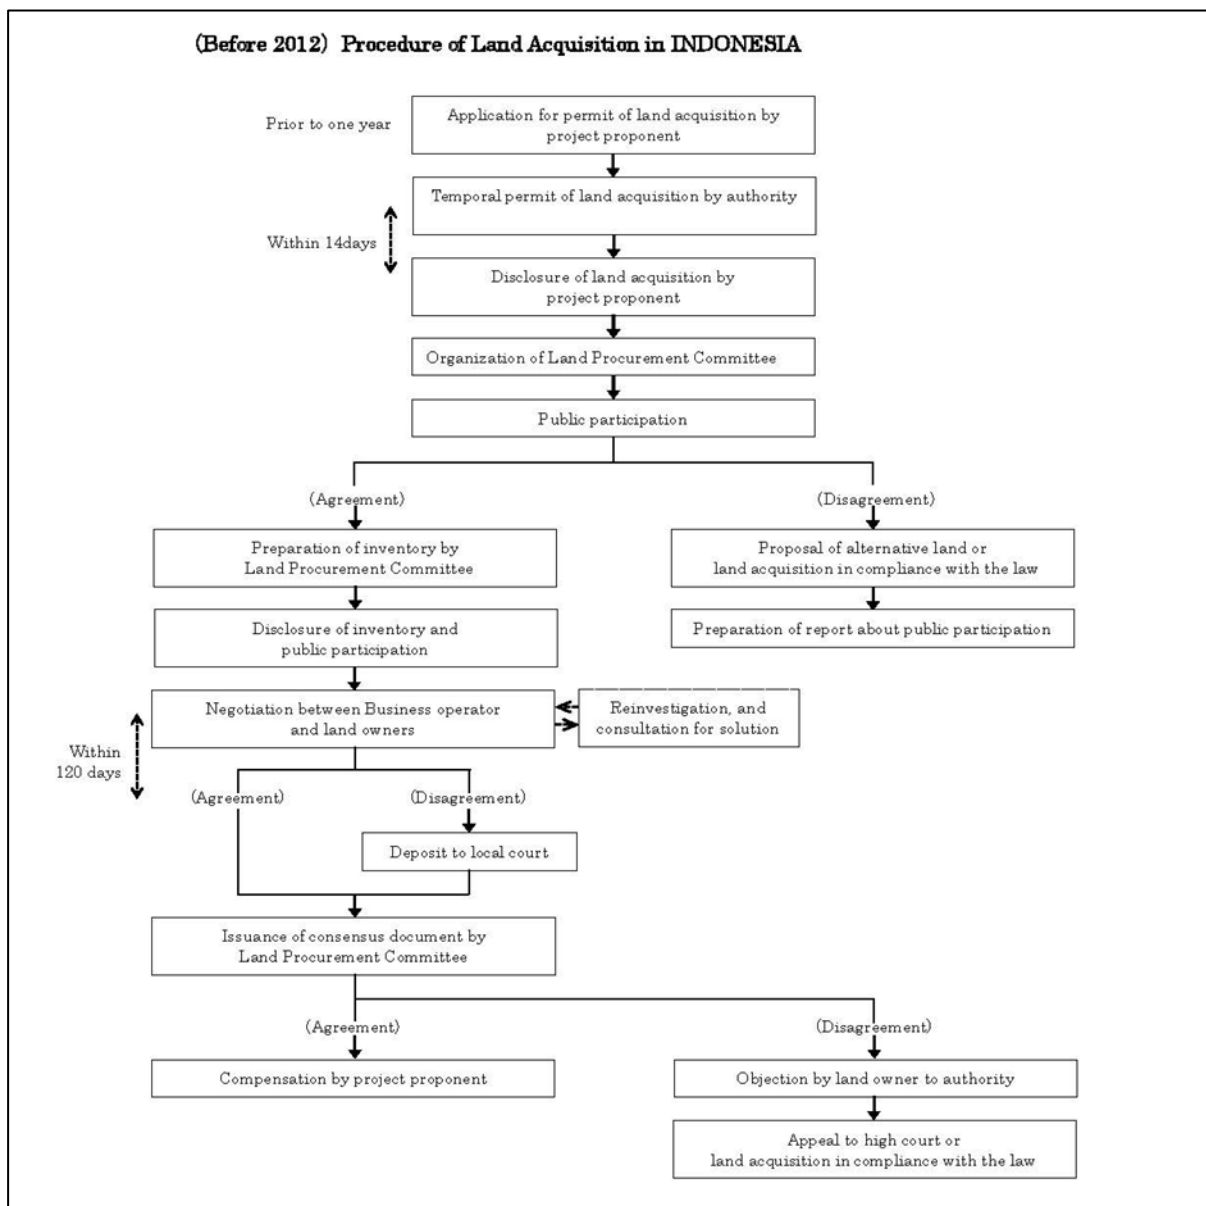 (Before 2012) Procedure of Land Acquisition in INDONESIA
Prior to one year
Application for permit of land acquisition by
project proponent
Temporal permit of land acquisition by authority
Within 14days
Disclosure of land acquisition by
project proponent
Organization of Land Procurement Committee
Public participation
(Agreement)
(Disagreement)
Preparation of inventory by
Land Procurement Committee
Proposal of alternative land or
land acquisition in compliance with the law
Disclosure of inventory and
public participation
Preparation of report about public participation
Negotiation between Business operator
and land owners
Reinvestigation, and
consultation for solution
Within
120 days
(Agreement)
(Disagreement)
Deposit to local court
Issuance of consensus document by
Land Procurement Committee
(Agreement)
(Disagreement)
Compensation by project proponent
Objection by land owner to authority
Appeal to high court or
land acquisition in compliance with the law